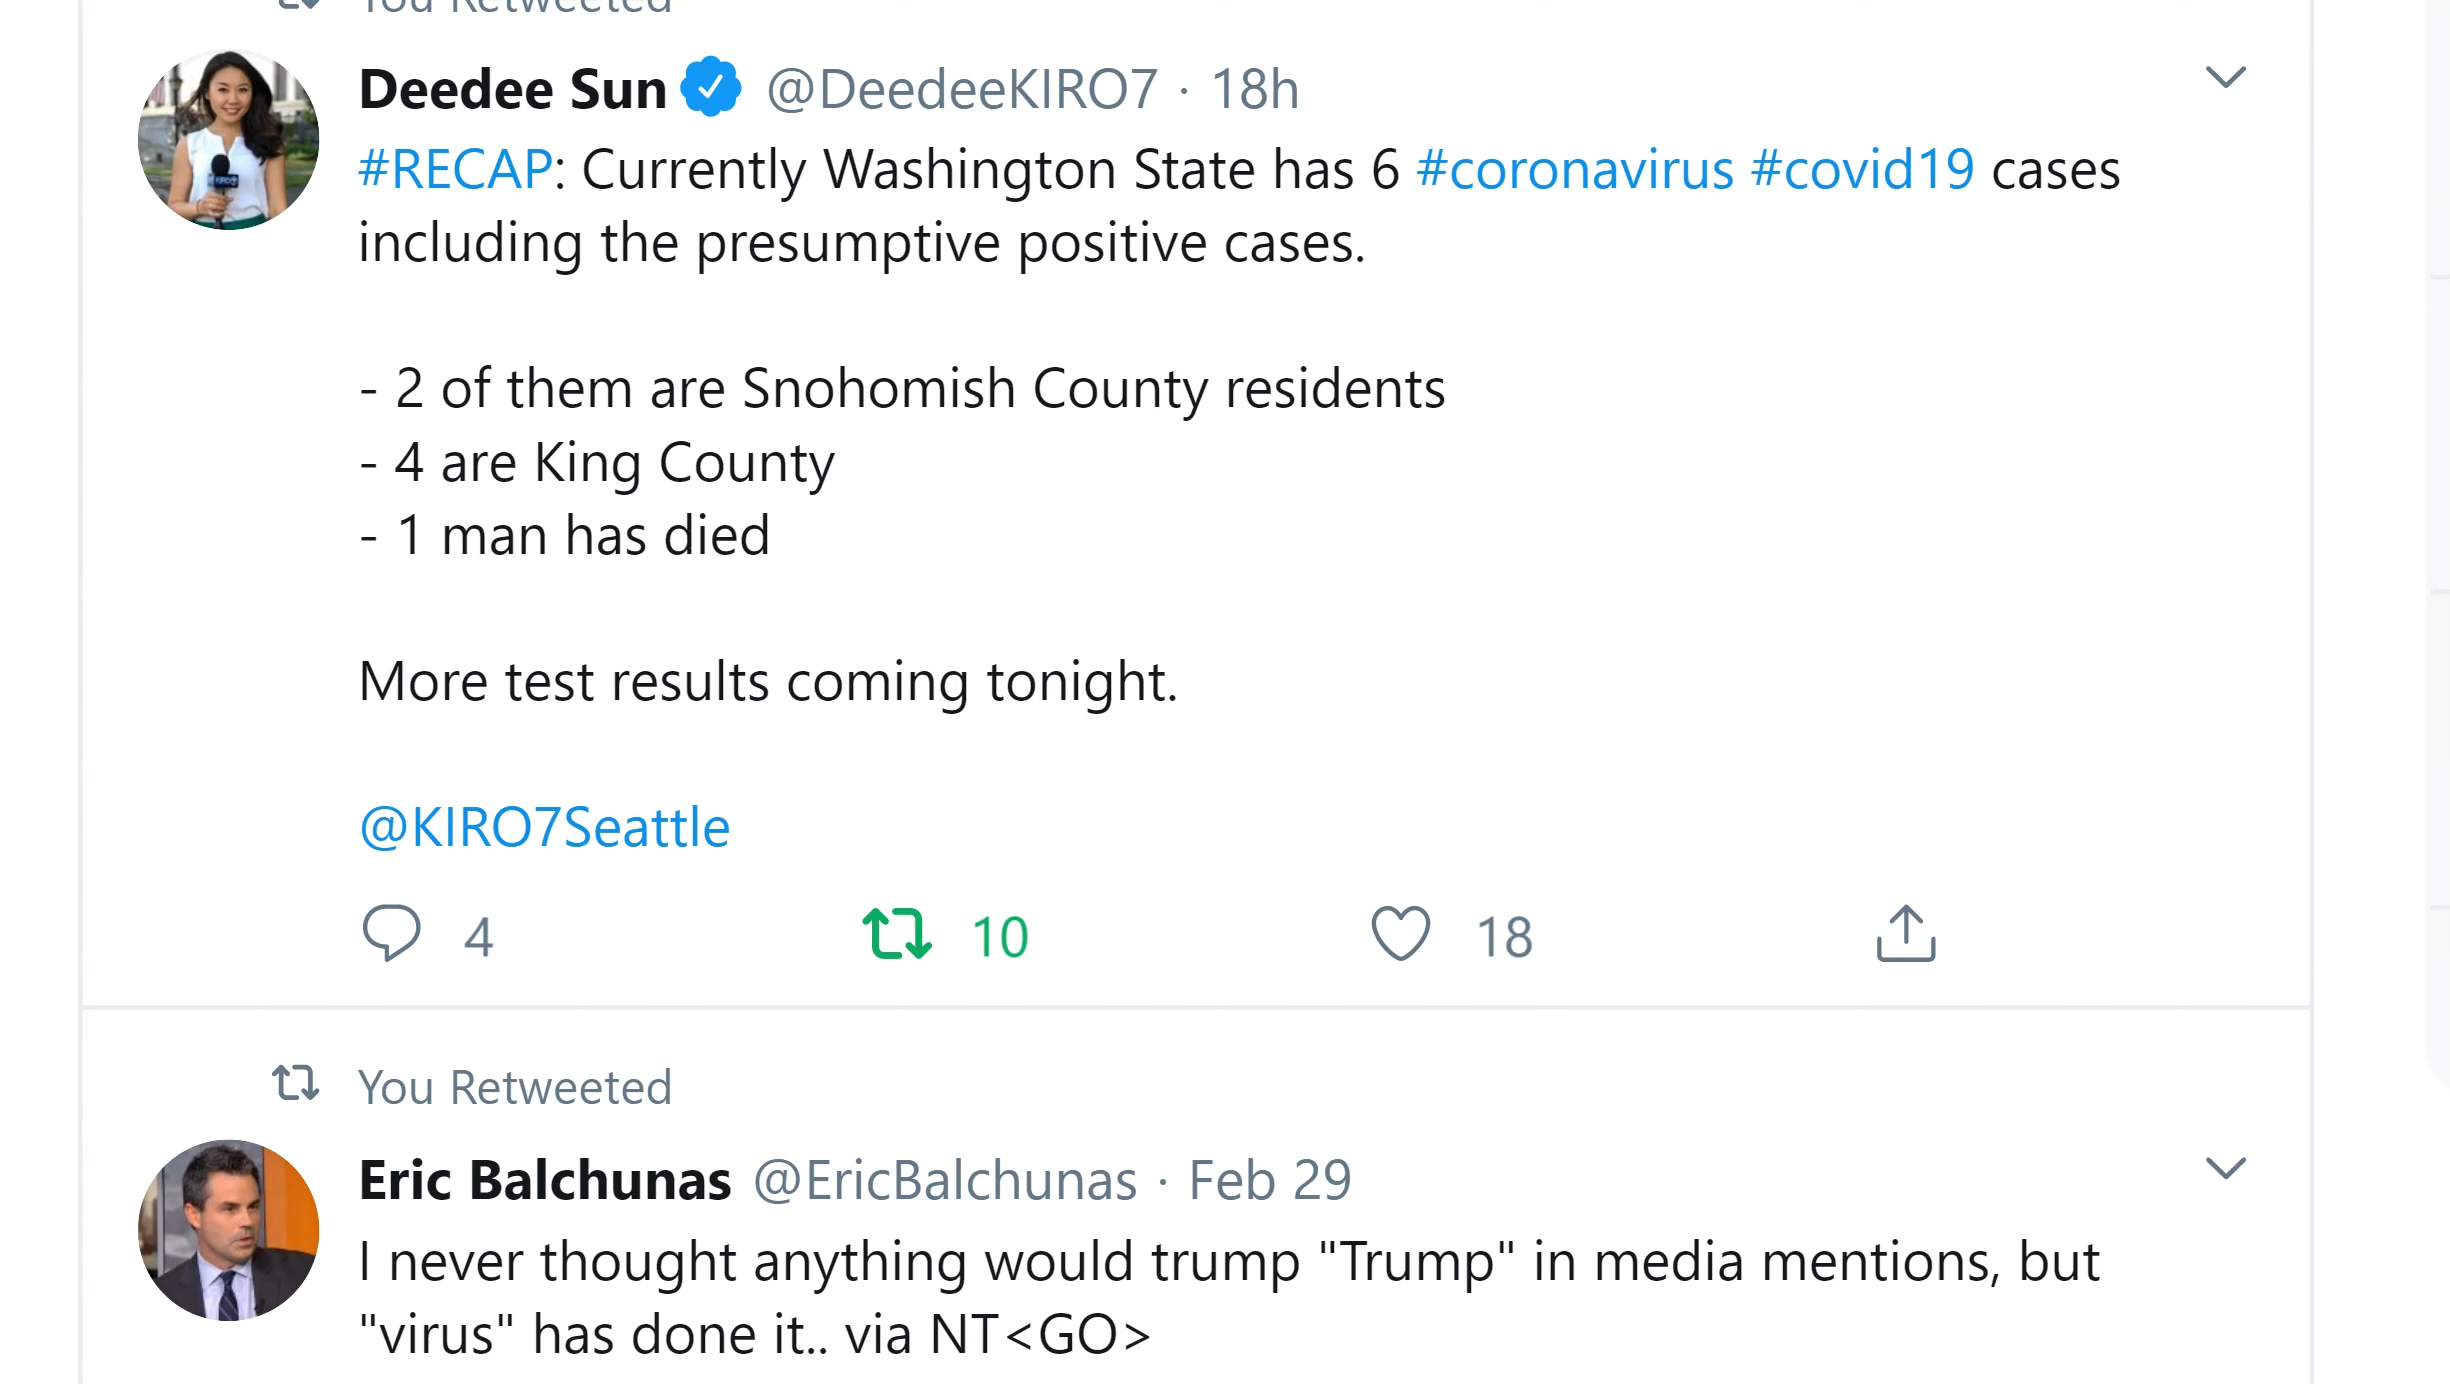 You Retweeted
Deedee Sun @DeedeeKIRO7 · 18h
#RECAP: Currently Washington State has 6 #coronavirus #covid19 cases
including the presumptive positive cases.
- 2 of them are Snohomish County residents
- 4 are King County
- 1 man has died
More test results coming tonight.
@KIRO7Seattle
4 10 18
You Retweeted
Eric Balchunas @EricBalchunas · Feb 29
I never thought anything would trump "Trump" in media mentions, but
"virus" has done it.. via NT<GO>